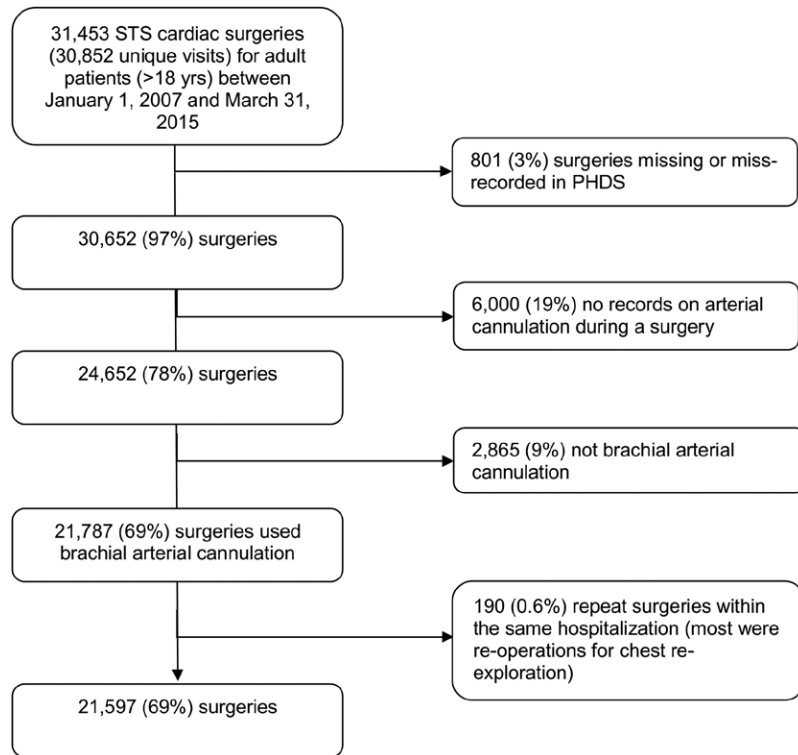 31,453 STS cardiac surgeries
(30,852 unique visits) for adult
patients (>18 yrs) between
January 1, 2007 and March 31,
2015
801 (3%) surgeries missing or miss-
recorded in PHDS
30,652 (97%) surgeries
6,000 (19%) no records on arterial
cannulation during a surgery
24,652 (78%) surgeries
2,865 (9%) not brachial arterial
cannulation
21,787 (69%) surgeries used
brachial arterial cannulation
190 (0.6%) repeat surgeries within
the same hospitalization (most were
re-operations for chest re-
exploration)
21,597 (69%) surgeries